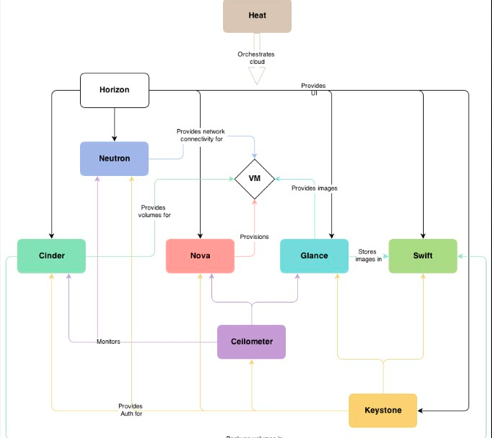 Heat
Orchestrates
cloud
Horizon
Provides
UI
Neutron
Provides network
connectivity for
VM
Provides images
Provides
volumes for
Provisions
Cinder
Nova
Glance
Stores
images in
Swift
Monitors
Ceilometer
Provides
Auth for
Keystone